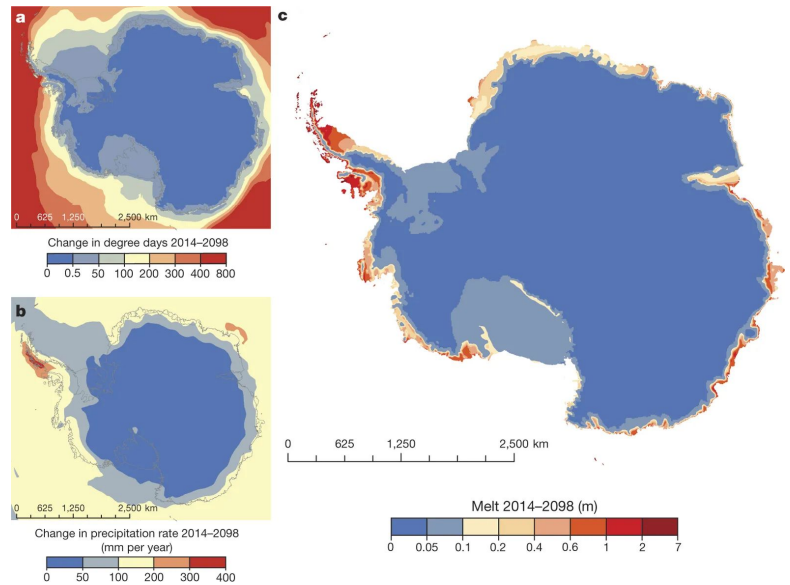 a
0 625 1,250 2,500 km
Change in degree days 2014–2098
0 0.5 50 100 200 300 400 800
b
0 625 1,250 2,500 km
Change in precipitation rate 2014–2098
(mm per year)
0 50 100 200 300 400
c
0 625 1,250 2,500 km
Melt 2014–2098 (m)
0 0.05 0.1 0.2 0.4 0.6 1 2 7